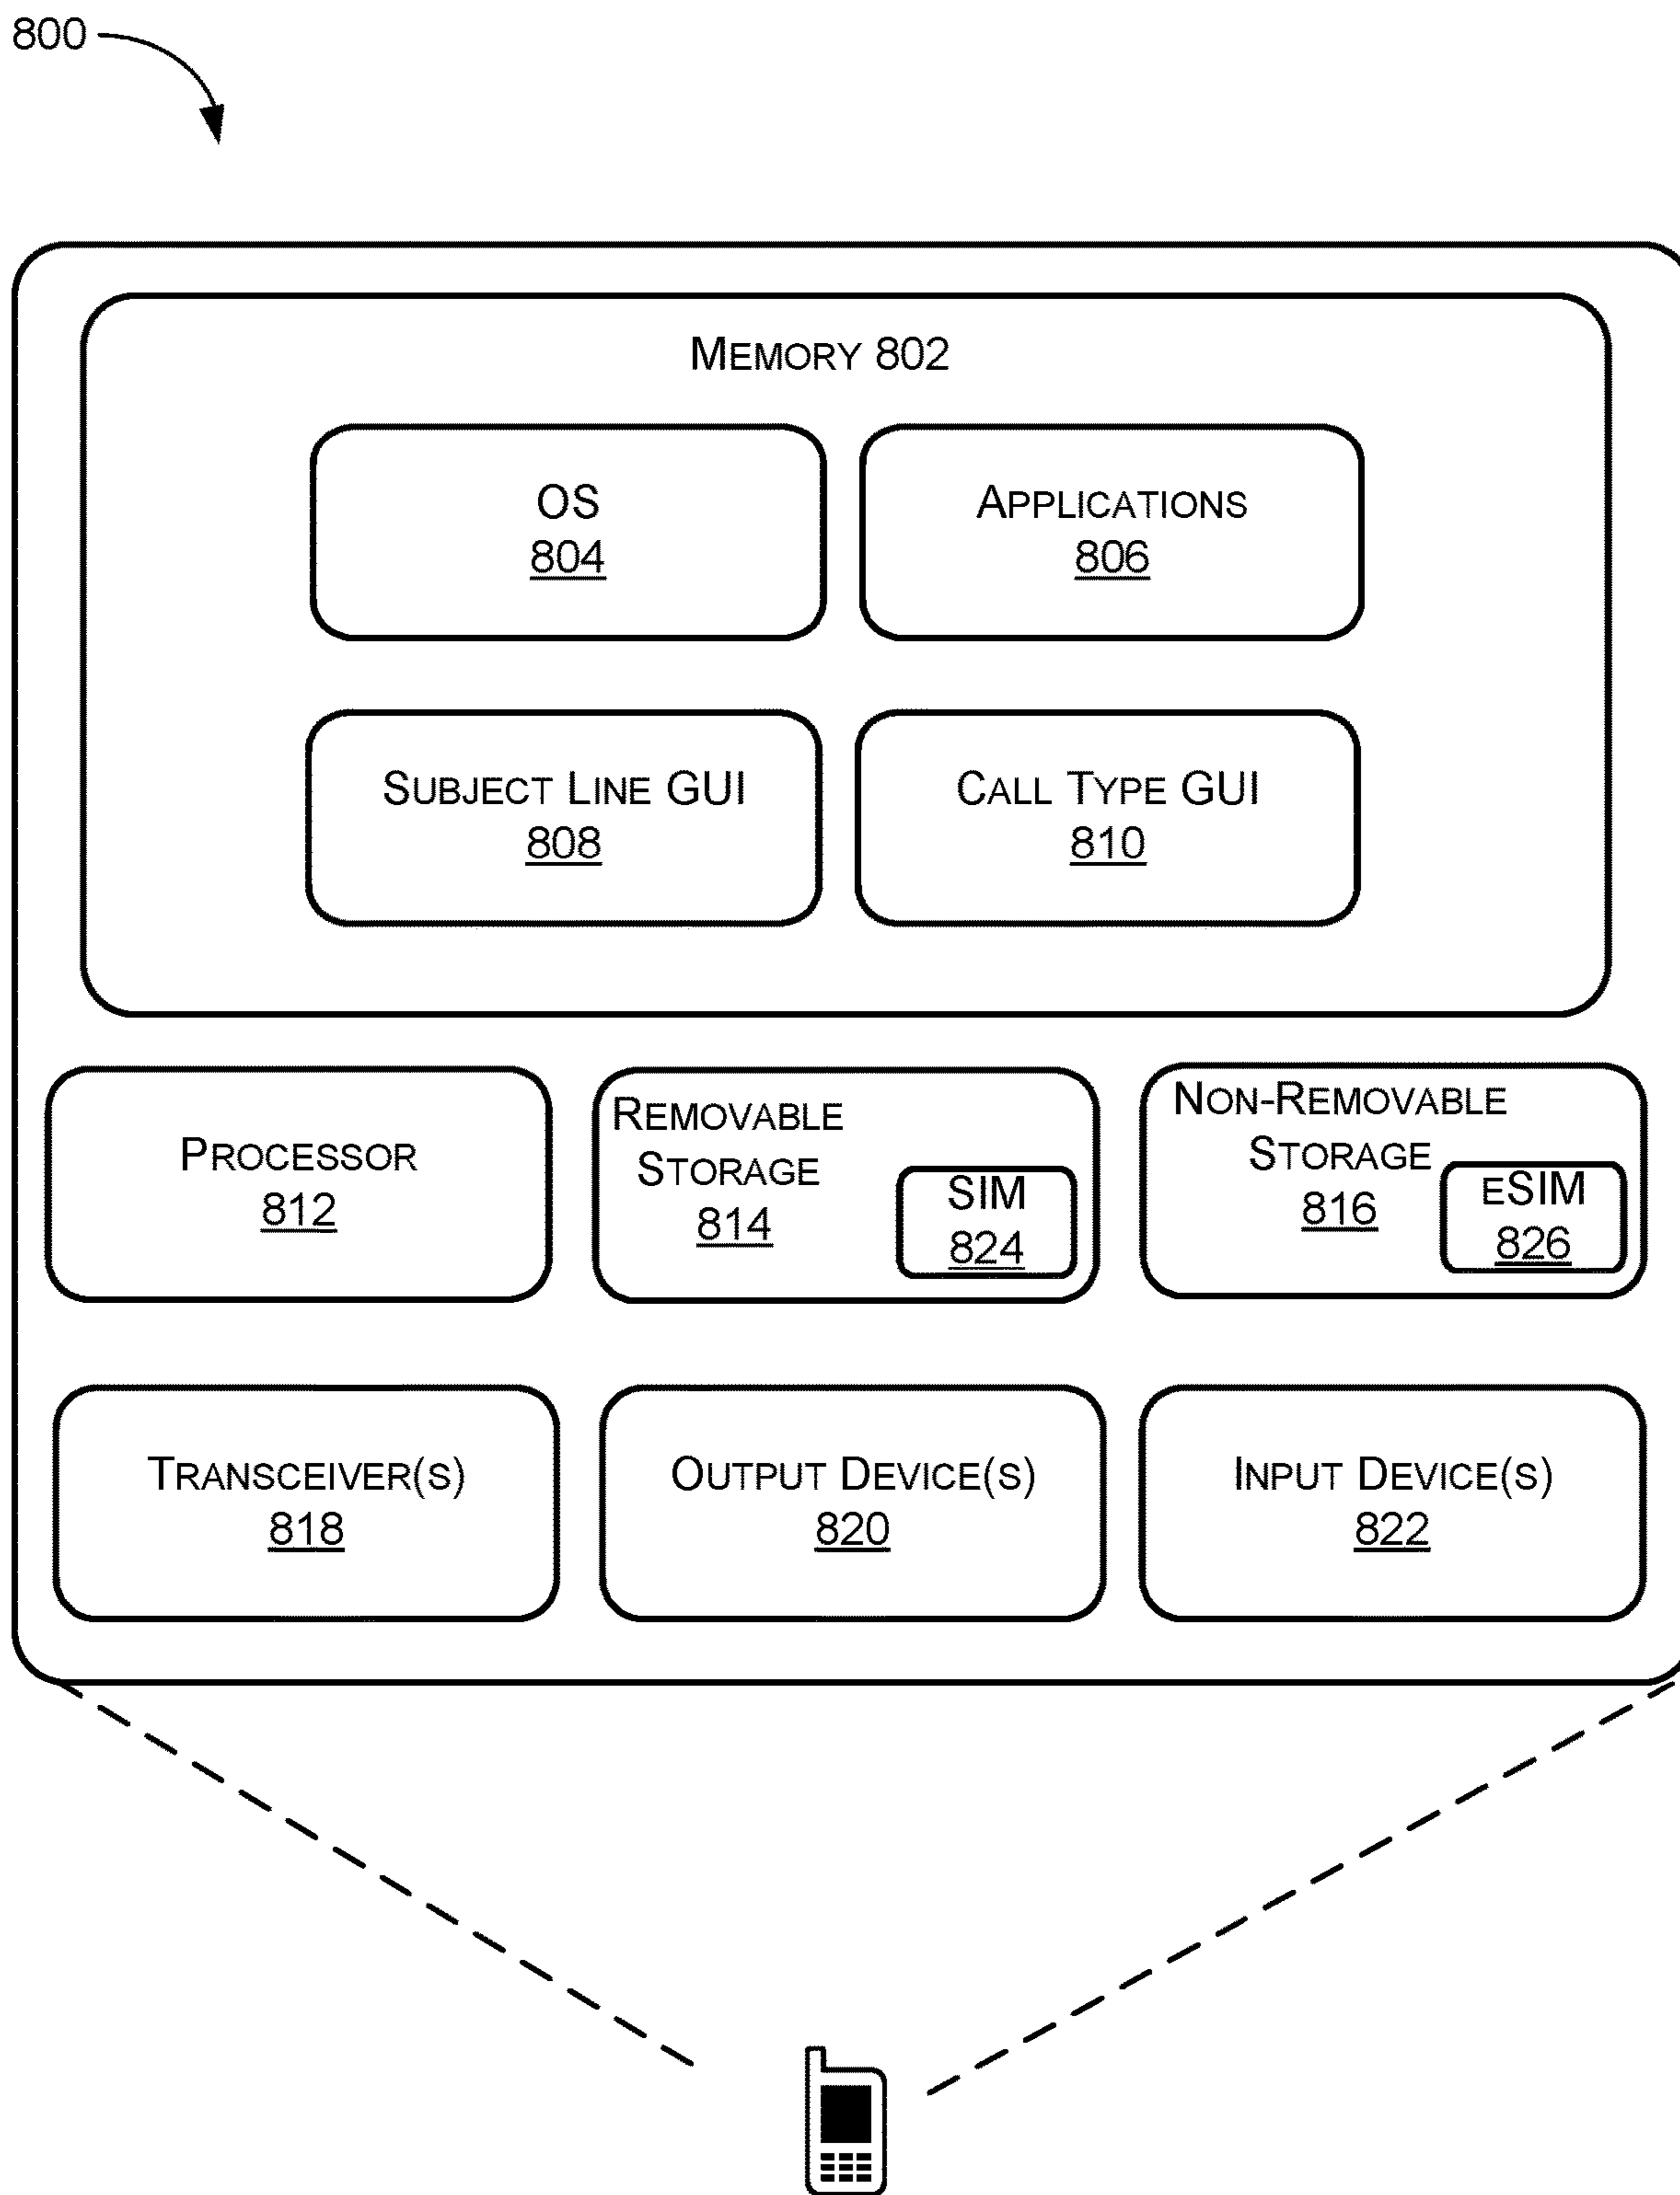 800
MEMORY 802
OS
804
APPLICATIONS
806
SUBJECT LINE GUI
808
CALL TYPE GUI
810
PROCESSOR
812
REMOVABLE
STORAGE
814
SIM
824
NON-REMOVABLE
STORAGE
816
ESIM
826
TRANSCEIVER(S)
818
OUTPUT DEVICE(S)
820
INPUT DEVICE(S)
822